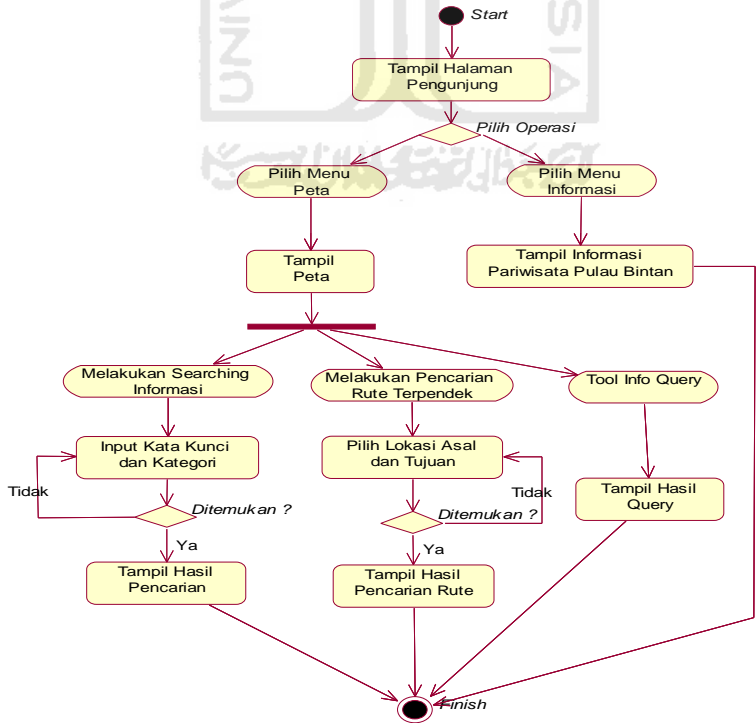 Start
Tampil Halaman
Pengunjung
Pilih Operasi
Pilih Menu
Peta
Pilih Menu
Informasi
Tampil
Peta
Tampil Informasi
Pariwisata Pulau Bintan
Melakukan Searching
Informasi
Melakukan Pencarian
Rute Terpendek
Tool Info Query
Input Kata Kunci
dan Kategori
Pilih Lokasi Asal
dan Tujuan
Tidak
Ditemukan ?
Tidak
Ditemukan ?
Tampil Hasil
Query
Ya
Ya
Tampil Hasil
Pencarian
Tampil Hasil
Pencarian Rute
Finish